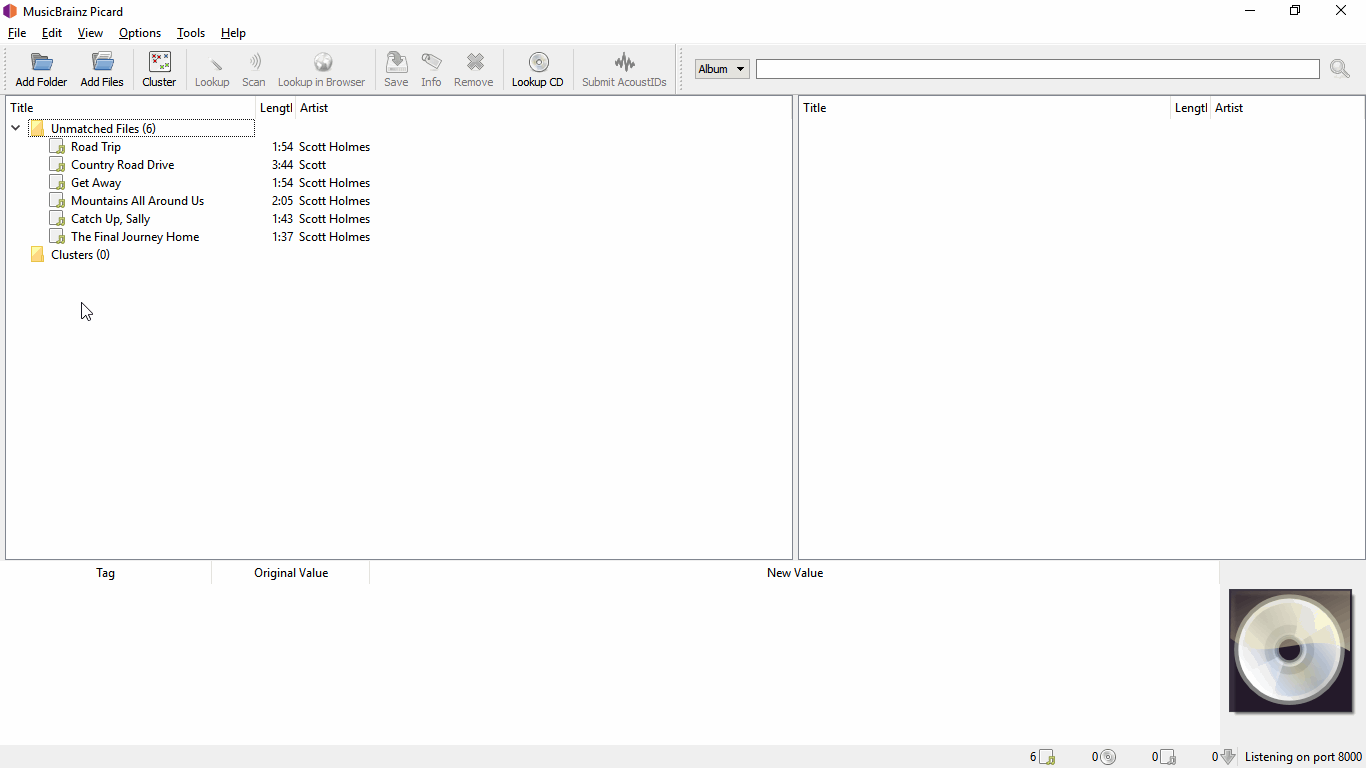 MusicBrainz Picard
File Edit View Options Tools Help
Add Folder Add Files Cluster Lookup Scan Lookup in Browser Save Info Remove Lookup CD Submit AcoustIDs Album
Title Lengtl Artist Title Lengtl Artist
Unmatched Files (6)
Road Trip 1:54 Scott Holmes
Country Road Drive 3:44 Scott
Get Away 1:54 Scott Holmes
Mountains All Around Us 2:05 Scott Holmes
Catch Up, Sally 1:43 Scott Holmes
The Final Journey Home 1:37 Scott Holmes
Clusters (0)
Tag Original Value New Value
6 0 0 0 Listening on port 8000